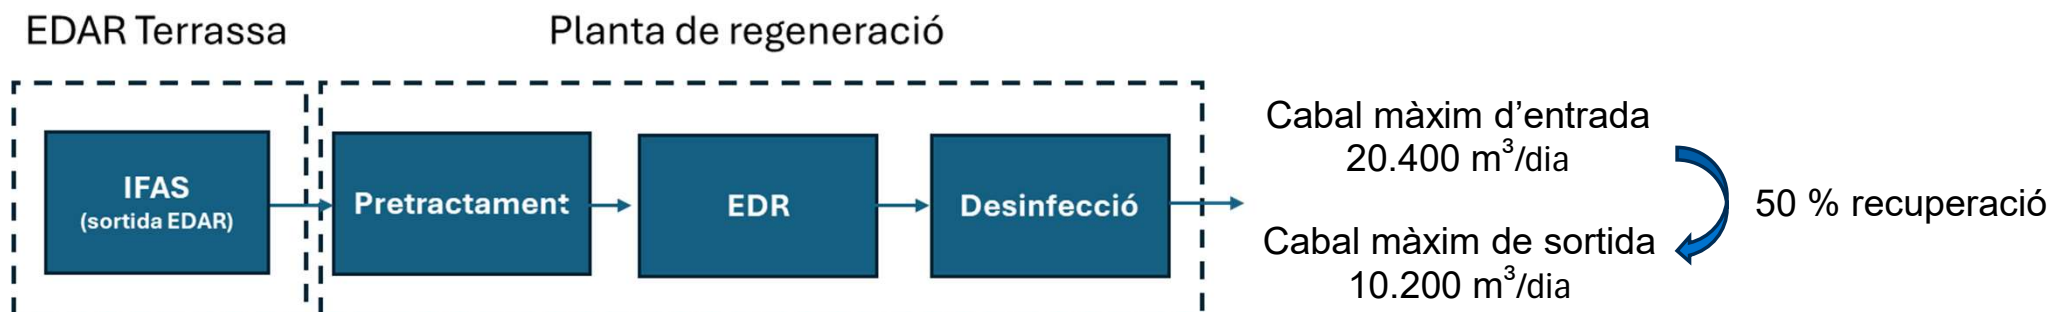 EDAR Terrassa
Planta de regeneració
IFAS
(sortida EDAR)
Pretractament
EDR
Desinfecció
Cabal màxim d'entrada
20.400 m³/dia
Cabal màxim de sortida
10.200 m³/dia
50 % recuperació